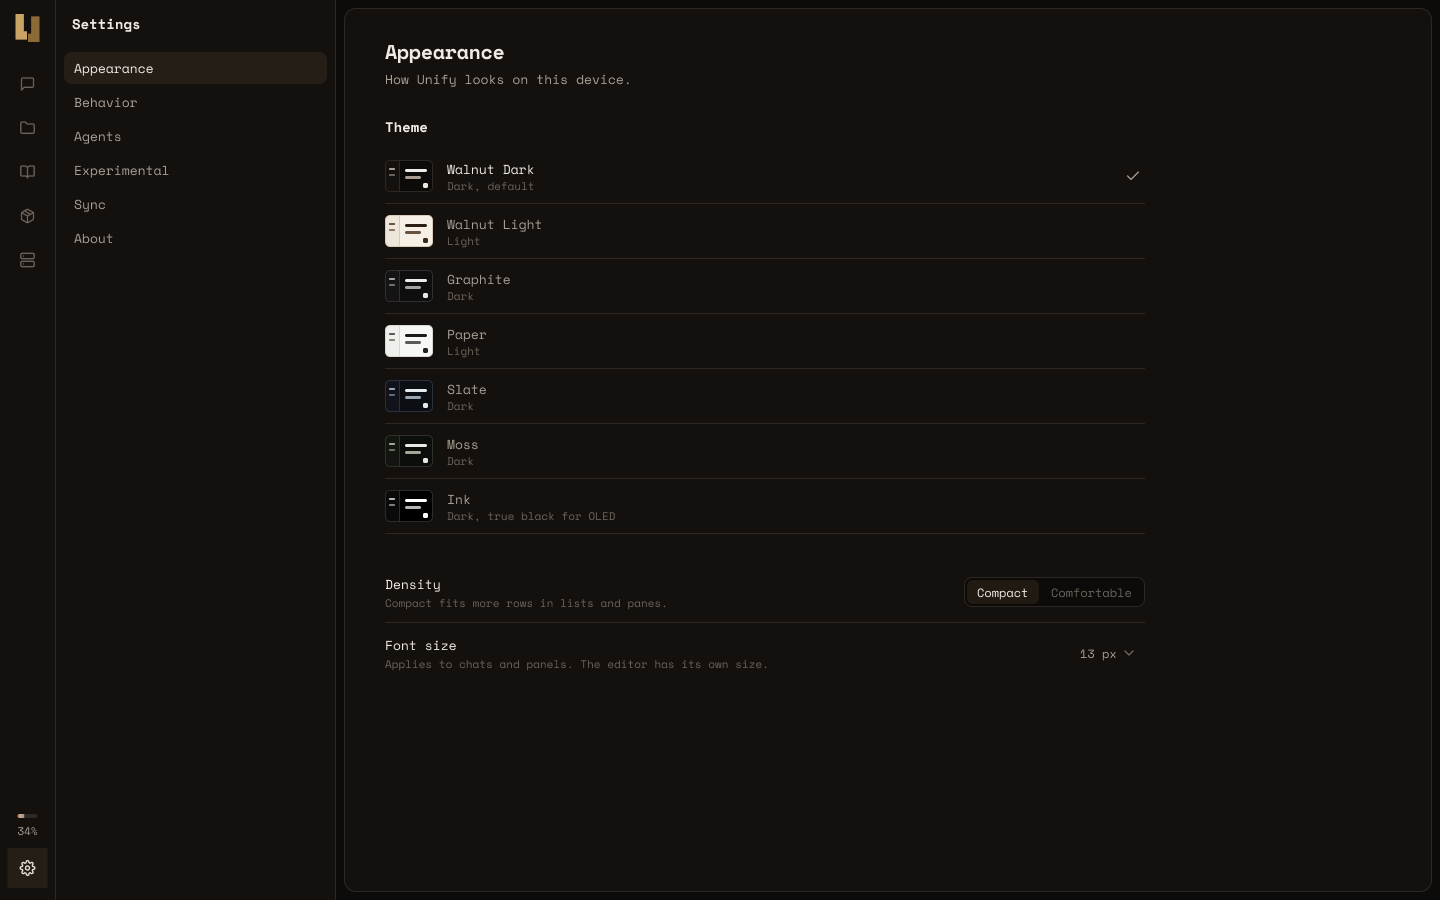 Settings
Appearance
Behavior
Agents
Experimental
Sync
About
34%
Appearance
How Unify looks on this device.
Theme
Walnut Dark
Dark, default
Walnut Light
Light
Graphite
Dark
Paper
Light
Slate
Dark
Moss
Dark
Ink
Dark, true black for OLED
Density
Compact fits more rows in lists and panes.
Compact Comfortable
Font size
Applies to chats and panels. The editor has its own size.
13 px